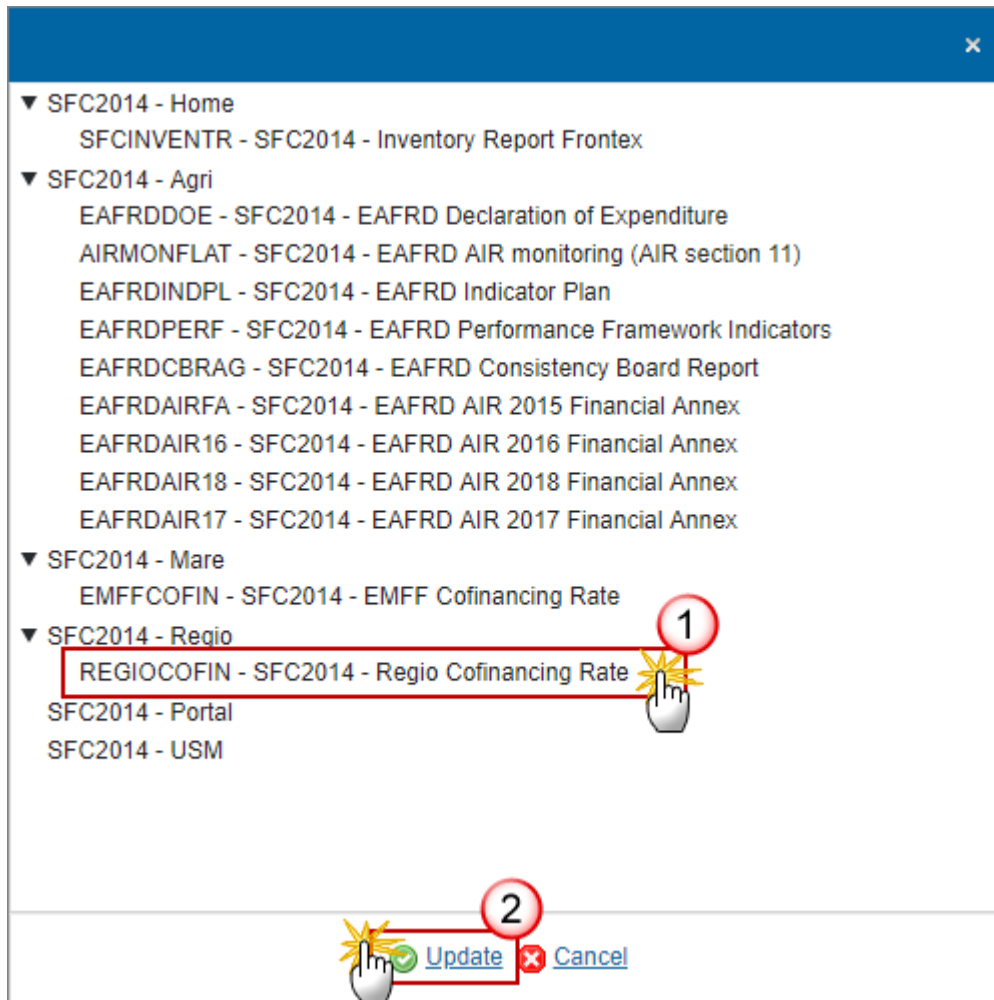 ×
▼ SFC2014 - Home
SFCINVENTR - SFC2014 - Inventory Report Frontex
▼ SFC2014 - Agri
EAFRDDOE - SFC2014 - EAFRD Declaration of Expenditure
AIRMONFLAT - SFC2014 - EAFRD AIR monitoring (AIR section 11)
EAFRDINDPL - SFC2014 - EAFRD Indicator Plan
EAFRDPERF - SFC2014 - EAFRD Performance Framework Indicators
EAFRDCBRAG - SFC2014 - EAFRD Consistency Board Report
EAFRDAIRFA - SFC2014 - EAFRD AIR 2015 Financial Annex
EAFRDAIR16 - SFC2014 - EAFRD AIR 2016 Financial Annex
EAFRDAIR18 - SFC2014 - EAFRD AIR 2018 Financial Annex
EAFRDAIR17 - SFC2014 - EAFRD AIR 2017 Financial Annex
▼ SFC2014 - Mare
EMFFCOFIN - SFC2014 - EMFF Cofinancing Rate
1
▼ SFC2014 - Regio
REGIOCOFIN - SFC2014 - Regio Cofinancing Rate
SFC2014 - Portal
SFC2014 - USM
2
Update Cancel